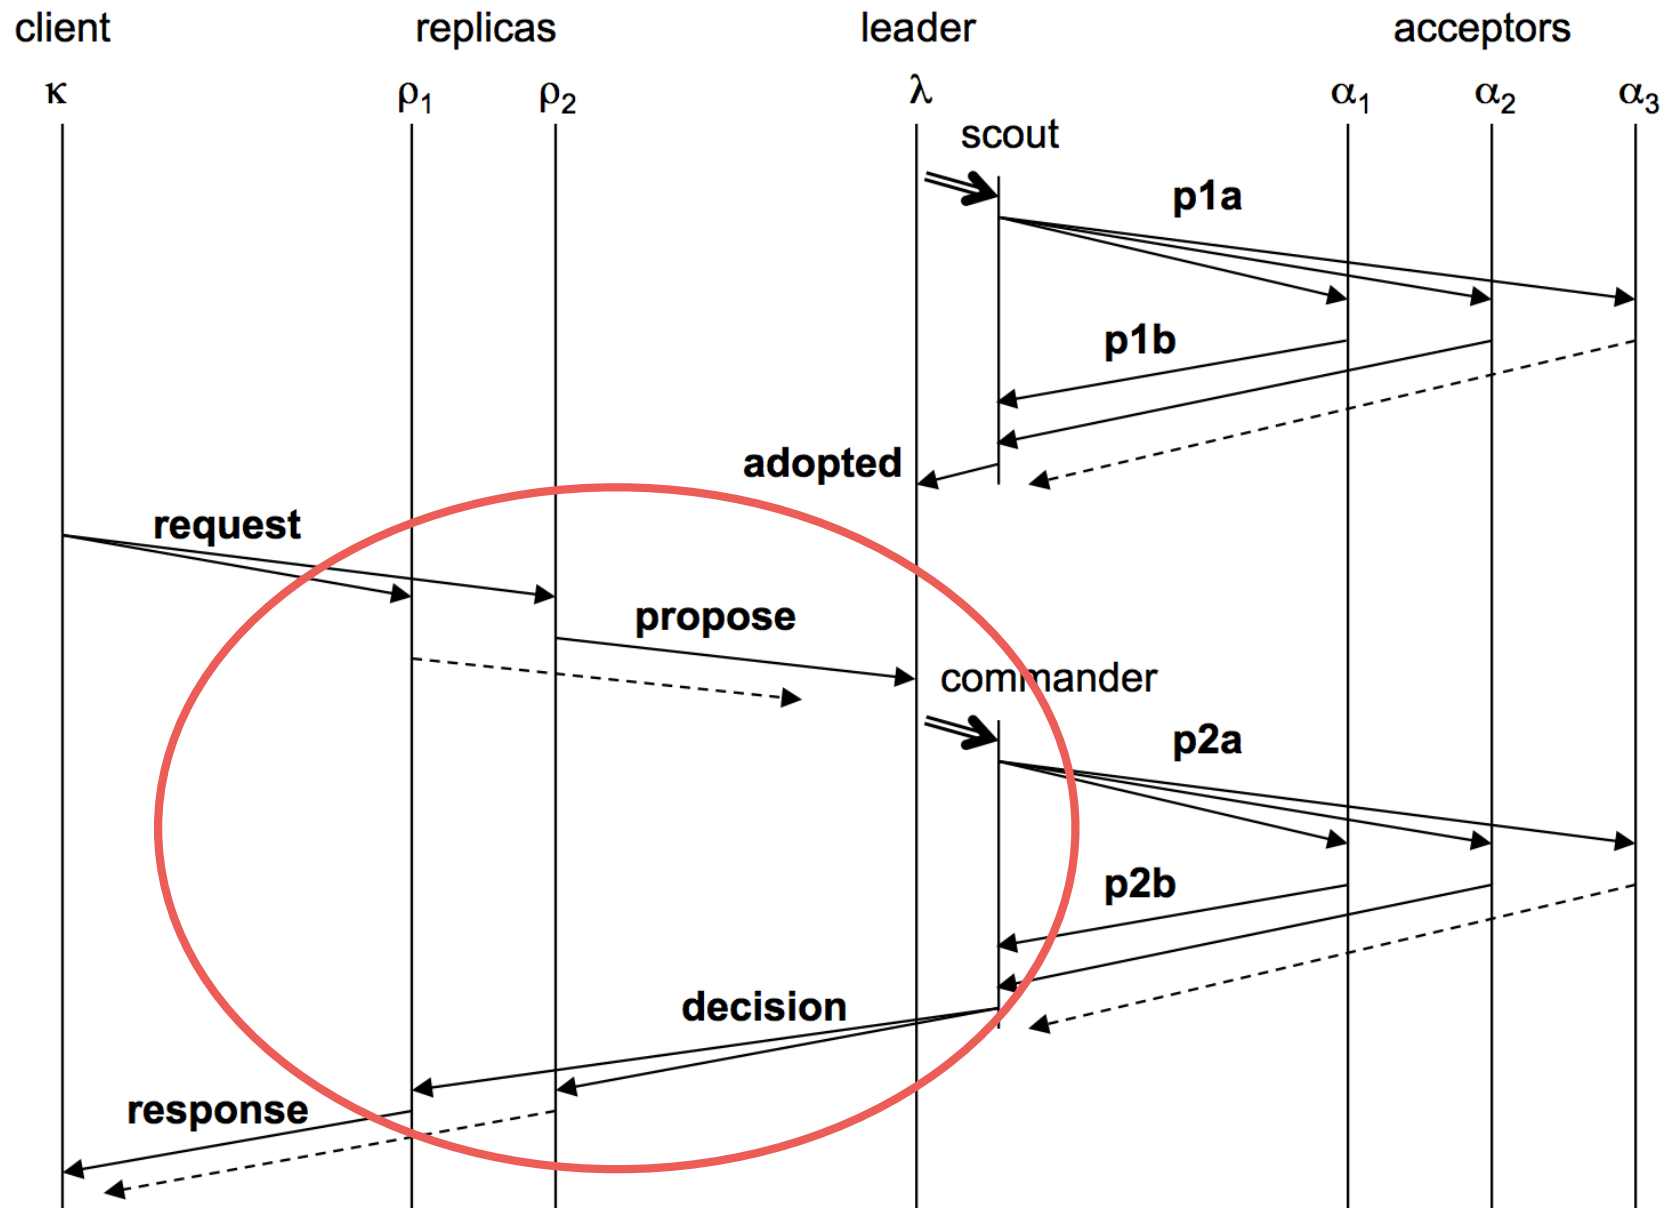 client replicas leader acceptors
κ ρ1 ρ2 λ α1 α2 α3
scout
p1a
p1b
adopted
request
propose
commander
p2a
p2b
decision
response